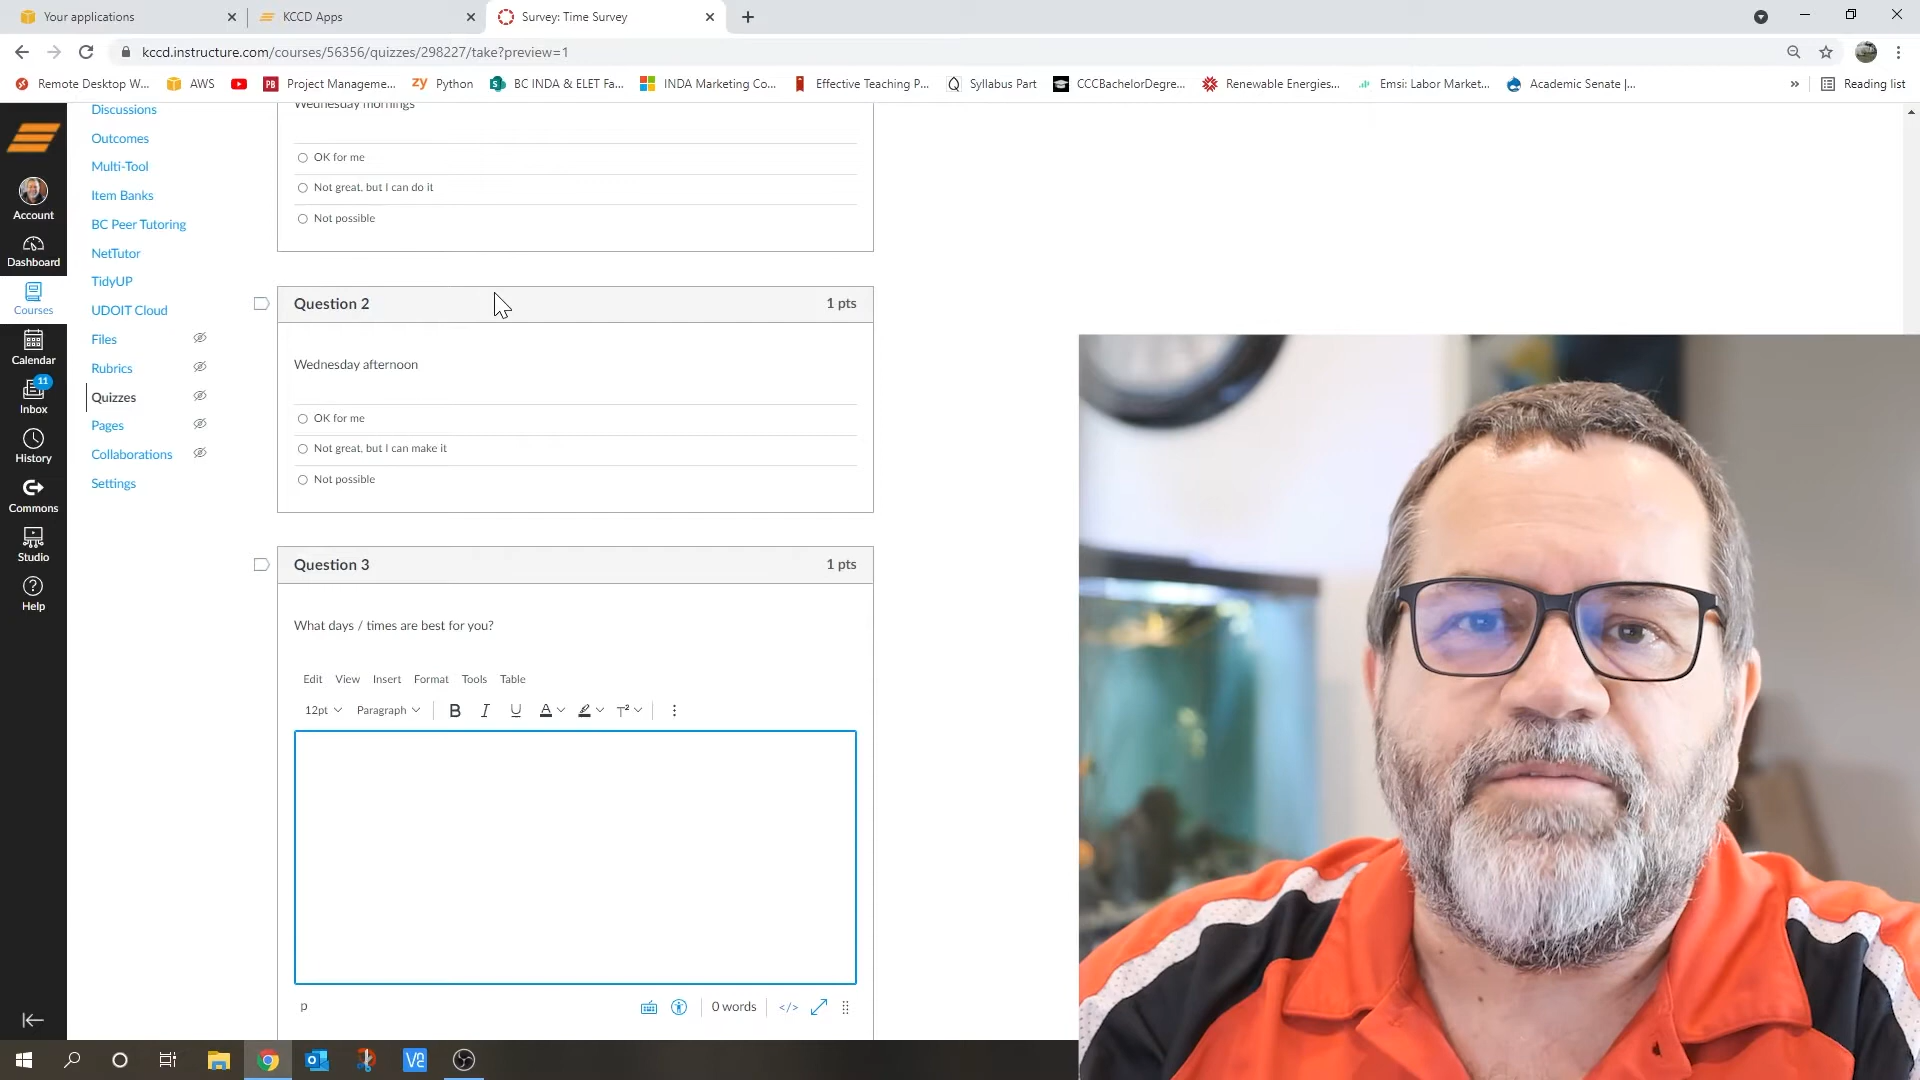 Your applications
KCCD Apps
Survey: Time Survey
kccd.instructure.com/courses/56356/quizzes/298227/take?preview=1
Remote Desktop W...
AWS
PB
Project Manageme...
zy
Python
BC INDA & ELET Fa...
INDA Marketing Co...
Effective Teaching P...
Syllabus Part
CCCBachelorDegre...
Renewable Energies...
Emsi: Labor Market...
Academic Senate |...
»
Reading list
Account
Dashboard
Courses
Calendar
11
Inbox
History
Commons
Studio
Help
Discussions
Outcomes
Multi-Tool
Item Banks
BC Peer Tutoring
NetTutor
TidyUP
UDOIT Cloud
Files
Rubrics
Quizzes
Pages
Collaborations
Settings
Wednesday mornings
OK for me
Not great, but I can do it
Not possible
Question 2
1 pts
Wednesday afternoon
OK for me
Not great, but I can make it
Not possible
Question 3
1 pts
What days / times are best for you?
Edit View Insert Format Tools Table
12pt Paragraph B I U A T²
p
0 words
</>